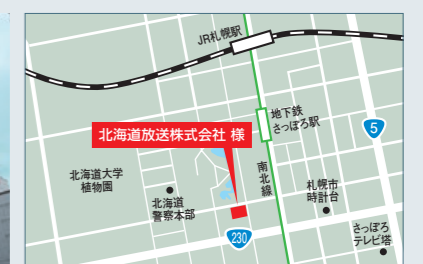 JR札幌駅
地下鉄
さっぽろ駅
5
北海道放送株式会社 様
北海道大学
植物園
北海道
警察本部
南北線
札幌市
時計台
230
さっぽろ
テレビ塔